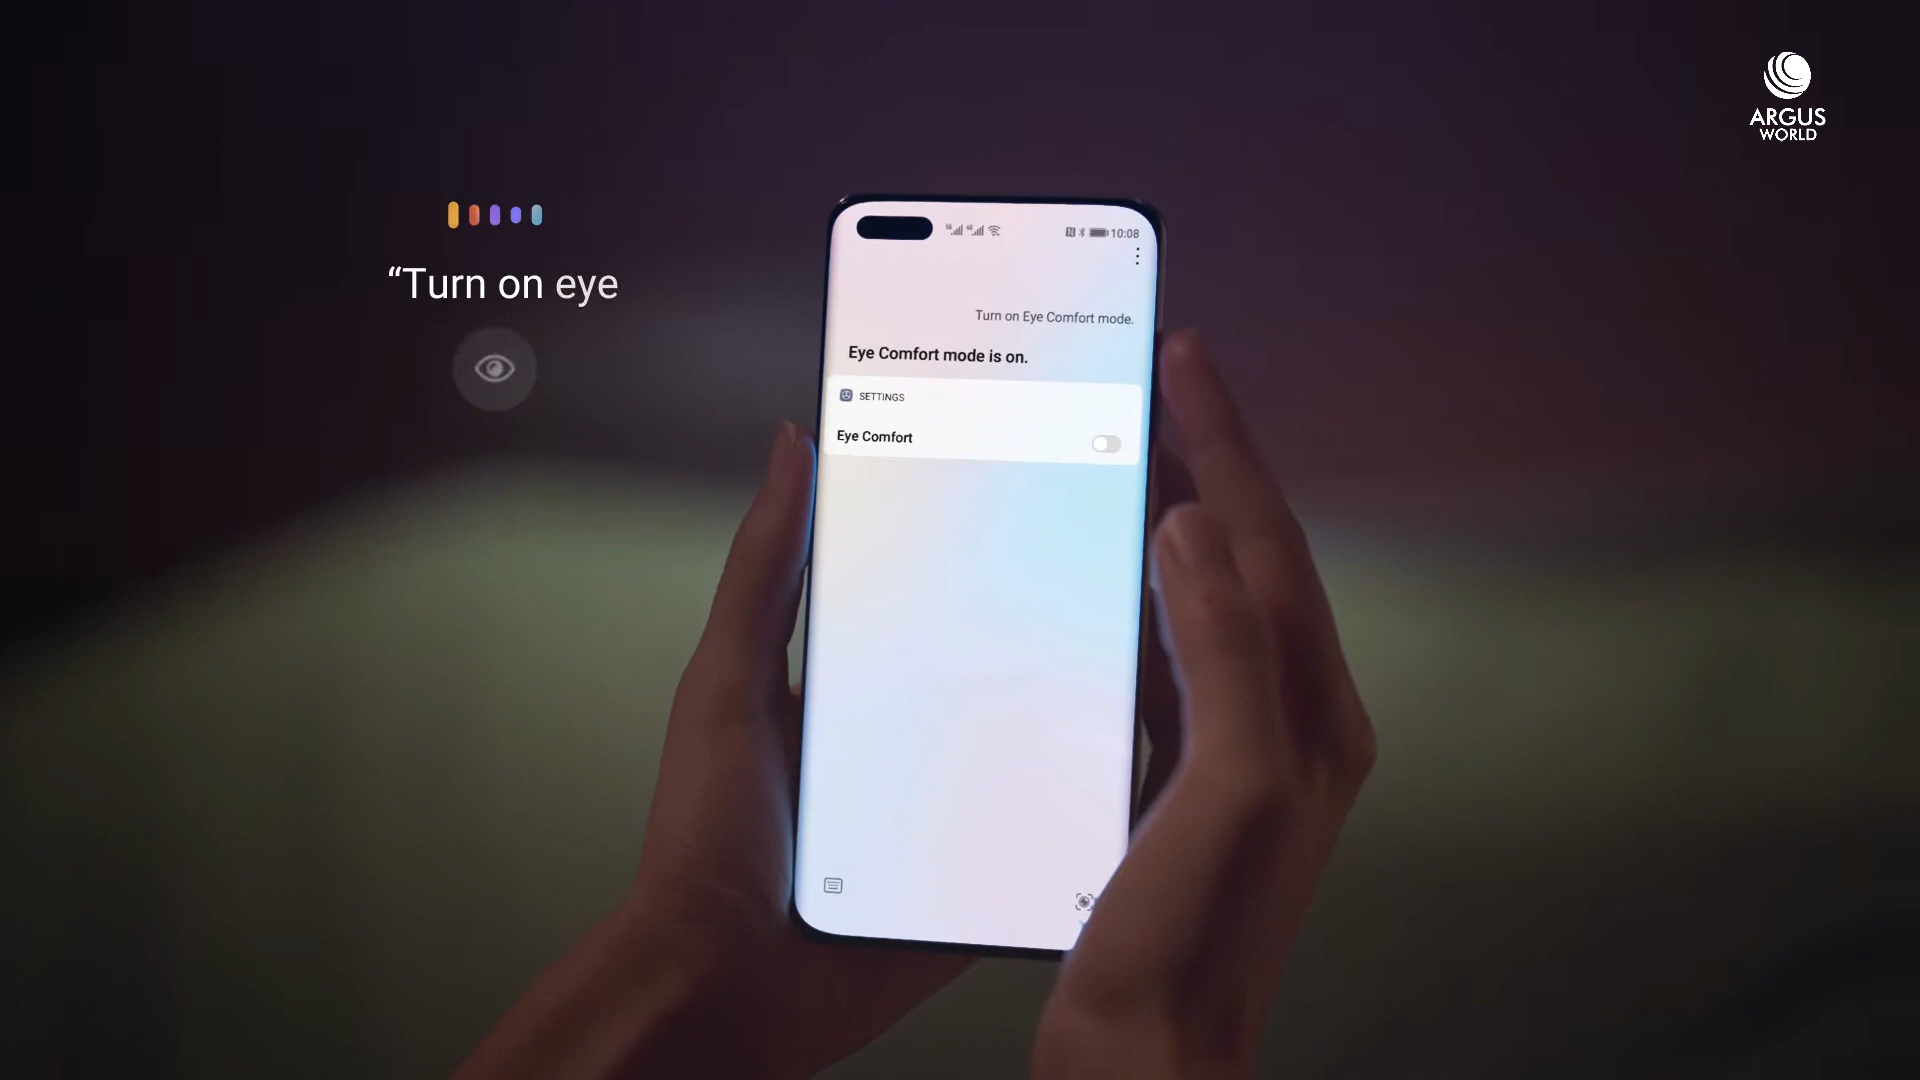 ARGUS
WORLD
“Turn on eye
10:08
Turn on Eye Comfort mode.
Eye Comfort mode is on.
SETTINGS
Eye Comfort